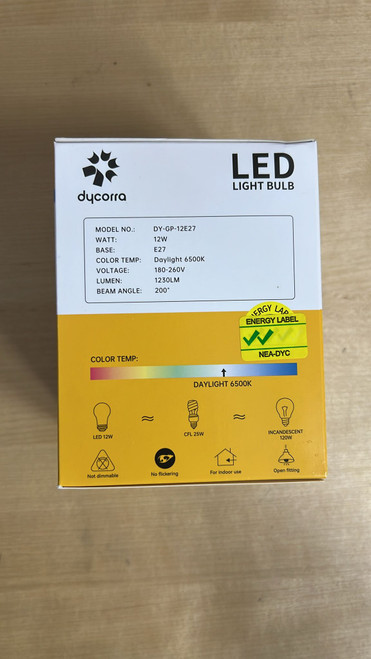 dycorra
LED
LIGHT BULB
MODEL NO.: DY-GP-12E27
WATT: 12W
BASE: E27
COLOR TEMP: Daylight 6500K
VOLTAGE: 180-260V
LUMEN: 1230LM
BEAM ANGLE: 200°
ENERGY LABEL
NEA-DYC
COLOR TEMP:
DAYLIGHT 6500K
LED 12W
≈
CFL 25W
≈
INCANDESCENT
120W
Not dimmable
No flickering
For indoor use
Open fitting